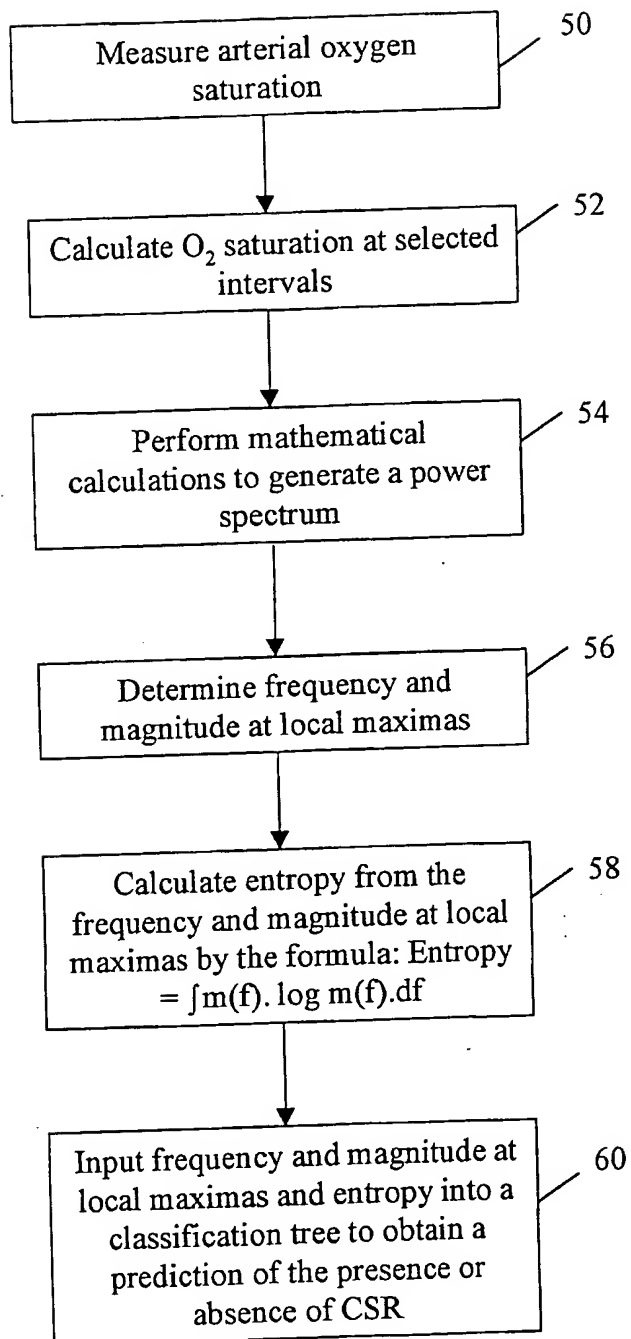 Measure arterial oxygen
saturation
50
Calculate O₂ saturation at selected
intervals
52
Perform mathematical
calculations to generate a power
spectrum
54
Determine frequency and
magnitude at local maximas
56
Calculate entropy from the
frequency and magnitude at local
maximas by the formula: Entropy
= ∫m(f). log m(f).df
58
Input frequency and magnitude at
local maximas and entropy into a
classification tree to obtain a
prediction of the presence or
absence of CSR
60